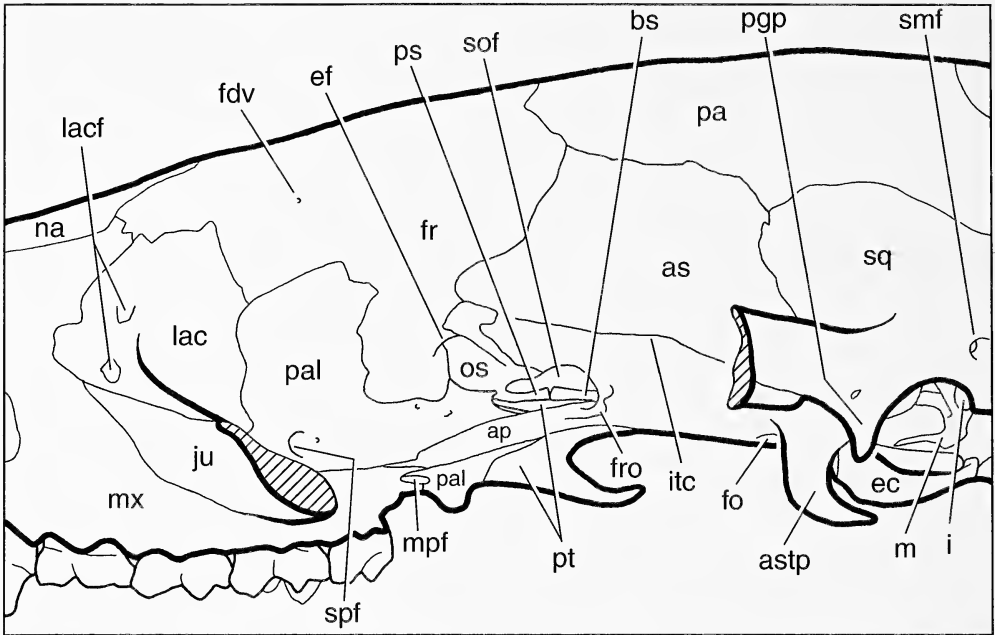 bs
pgp
smf
sof
ps
ef
fdv
lacf
pa
na
fr
sq
as
lac
pal
os
ap
ju
fro
pal
itc
fo
ec
mx
mpf
pt
astp
m
i
spf